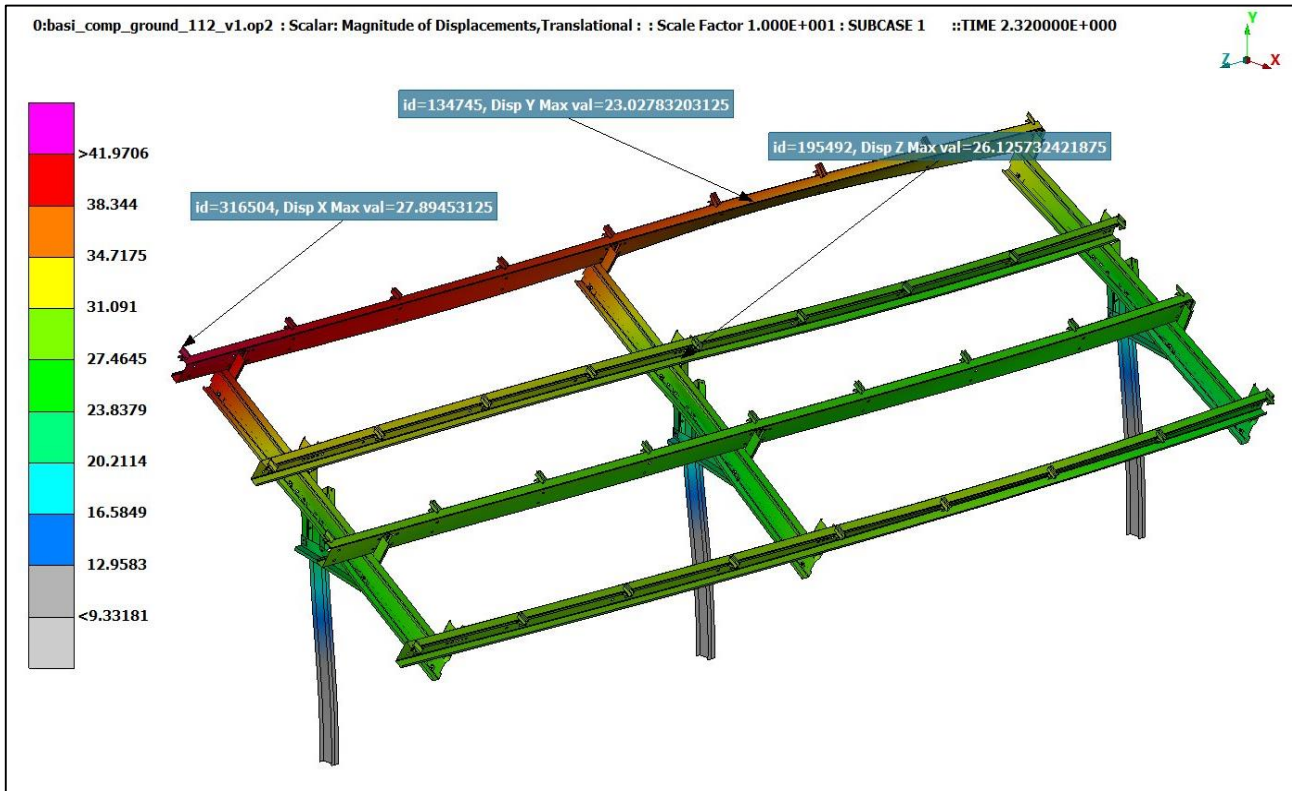 0:basi_comp_ground_112_v1.op2 : Scalar: Magnitude of Displacements,Translational : : Scale Factor 1.000E+001 : SUBCASE 1 ::TIME 2.320000E+000
Y
Z
X
id=134745, Disp Y Max val=23.02783203125
id=195492, Disp Z Max val=26.125732421875
id=316504, Disp X Max val=27.89453125
>41.9706
38.344
34.7175
31.091
27.4645
23.8379
20.2114
16.5849
12.9583
<9.33181